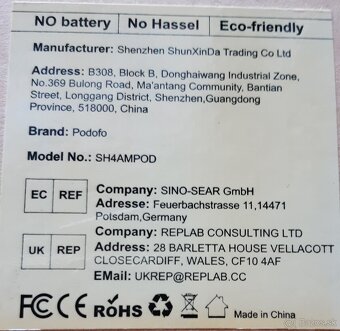 NO battery No Hassel Eco-friendly
Manufacturer: Shenzhen ShunXinDa Trading Co Ltd
Address: B308, Block B, Donghaiwang Industrial Zone,
No.369 Bulong Road, Ma'antang Community, Bantian
Street, Longgang District, Shenzhen,Guangdong
Province, 518000, China
Brand: Podofo
Model No.: SH4AMPOD
EC REF
Company: SINO-SEAR GmbH
Adresse: Feuerbachstrasse 11,14471
Potsdam,Germany
UK REP
Company: REPLAB CONSULTING LTD
Address: 28 BARLETTA HOUSE VELLACOTT
CLOSECARDIFF, WALES, CF10 4AF
EMail: UKREP@REPLAB.CC
FC CE ROHS Made in China